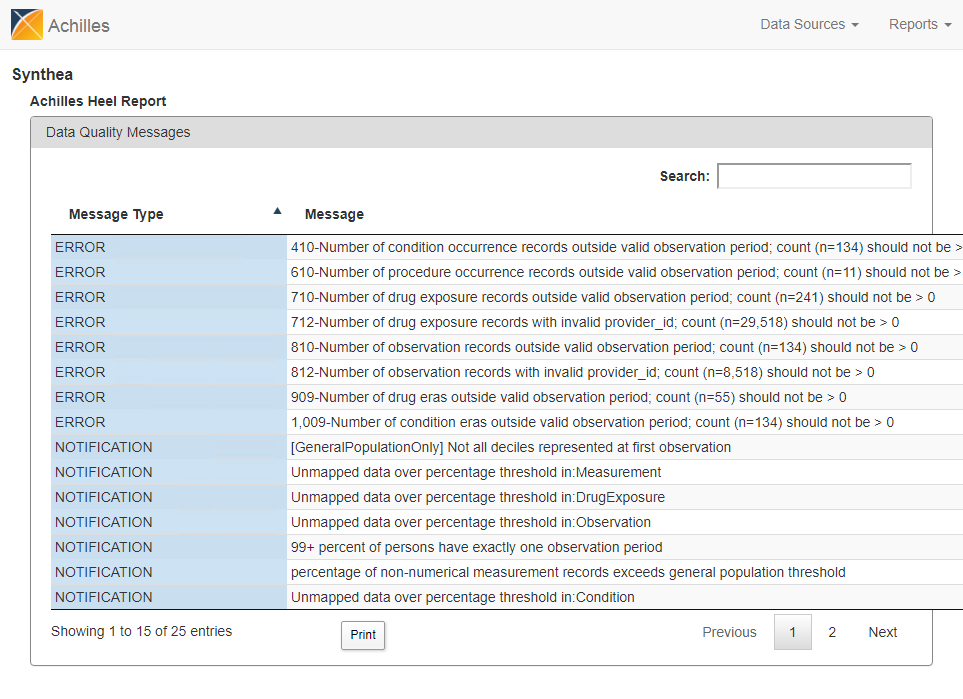 Achilles Data Sources Reports
Synthea
Achilles Heel Report
Data Quality Messages
Search:
Message Type Message
ERROR 410-Number of condition occurrence records outside valid observation period; count (n=134) should not be >
ERROR 610-Number of procedure occurrence records outside valid observation period; count (n=11) should not be >
ERROR 710-Number of drug exposure records outside valid observation period; count (n=241) should not be > 0
ERROR 712-Number of drug exposure records with invalid provider_id; count (n=29,518) should not be > 0
ERROR 810-Number of observation records outside valid observation period; count (n=134) should not be > 0
ERROR 812-Number of observation records with invalid provider_id; count (n=8,518) should not be > 0
ERROR 909-Number of drug eras outside valid observation period; count (n=55) should not be > 0
ERROR 1,009-Number of condition eras outside valid observation period; count (n=134) should not be > 0
NOTIFICATION [GeneralPopulationOnly] Not all deciles represented at first observation
NOTIFICATION Unmapped data over percentage threshold in:Measurement
NOTIFICATION Unmapped data over percentage threshold in:DrugExposure
NOTIFICATION Unmapped data over percentage threshold in:Observation
NOTIFICATION 99+ percent of persons have exactly one observation period
NOTIFICATION percentage of non-numerical measurement records exceeds general population threshold
NOTIFICATION Unmapped data over percentage threshold in:Condition
Showing 1 to 15 of 25 entries Print Previous 1 2 Next